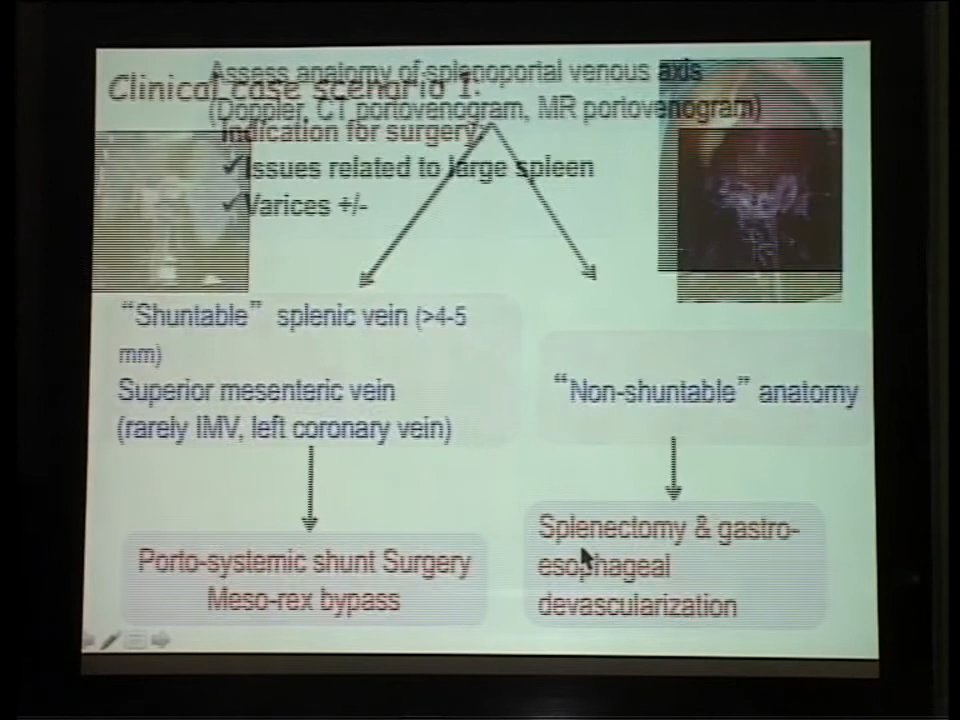 Clinical case scenario 1:
Assess anatomy of splenoportal venous axis
(Doppler, CT portovenogram, MR portovenogram)
Indication for surgery:
✓Issues related to large spleen
✓Varices +/-
“Shuntable” splenic vein (>4-5
mm)
Superior mesenteric vein
(rarely IMV, left coronary vein)
“Non-shuntable” anatomy
Porto-systemic shunt Surgery
Meso-rex bypass
Splenectomy & gastro-
esophageal
devascularization